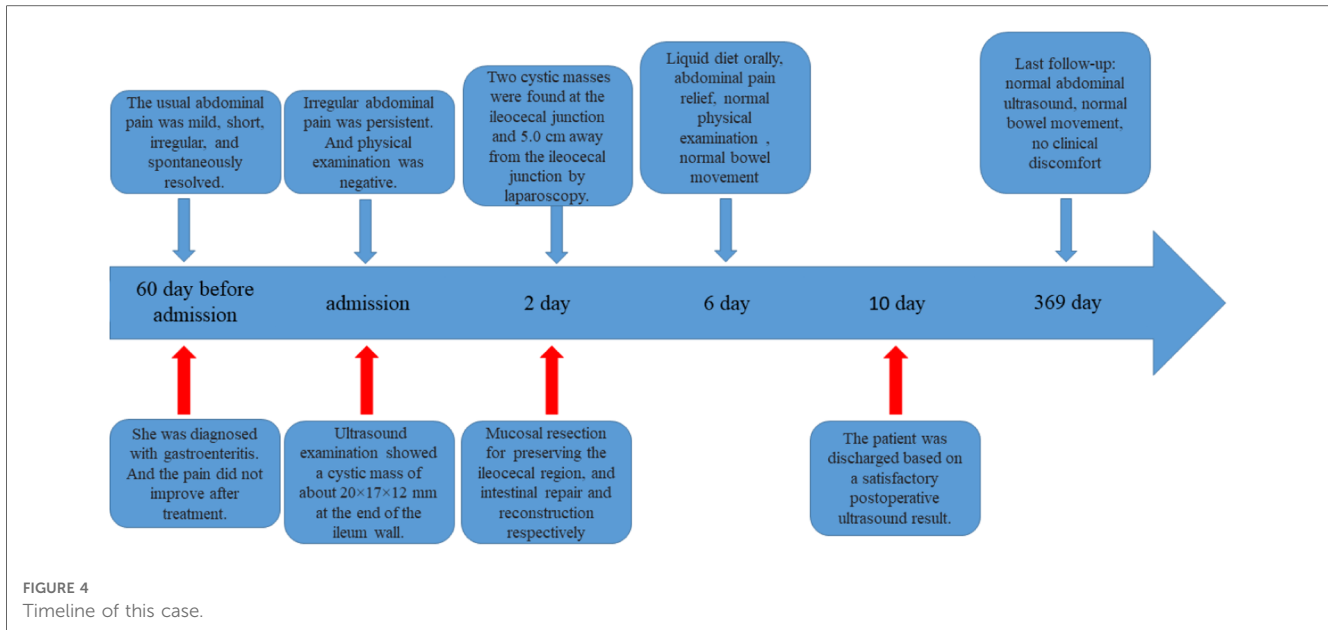 The usual abdominal
pain was mild, short,
irregular, and
spontaneously
resolved.
Irregular abdominal
pain was persistent.
And physical
examination was
negative.
Two cystic masses
were found at the
ileocecal junction
and 5.0 cm away
from the ileocecal
junction by
laparoscopy.
Liquid diet orally,
abdominal pain
relief, normal
physical
examination ,
normal bowel
movement
Last follow-up:
normal abdominal
ultrasound, normal
bowel movement,
no clinical
discomfort
60 day before
admission
admission
2 day
6 day
10 day
369 day
She was diagnosed
with gastroenteritis.
And the pain did not
improve after
treatment.
Ultrasound
examination showed
a cystic mass of
about 20×17×12 mm
at the end of the
ileum wall.
Mucosal resection
for preserving the
ileocecal region, and
intestinal repair and
reconstruction
respectively
The patient was
discharged based on
a satisfactory
postoperative
ultrasound result.
FIGURE 4
Timeline of this case.